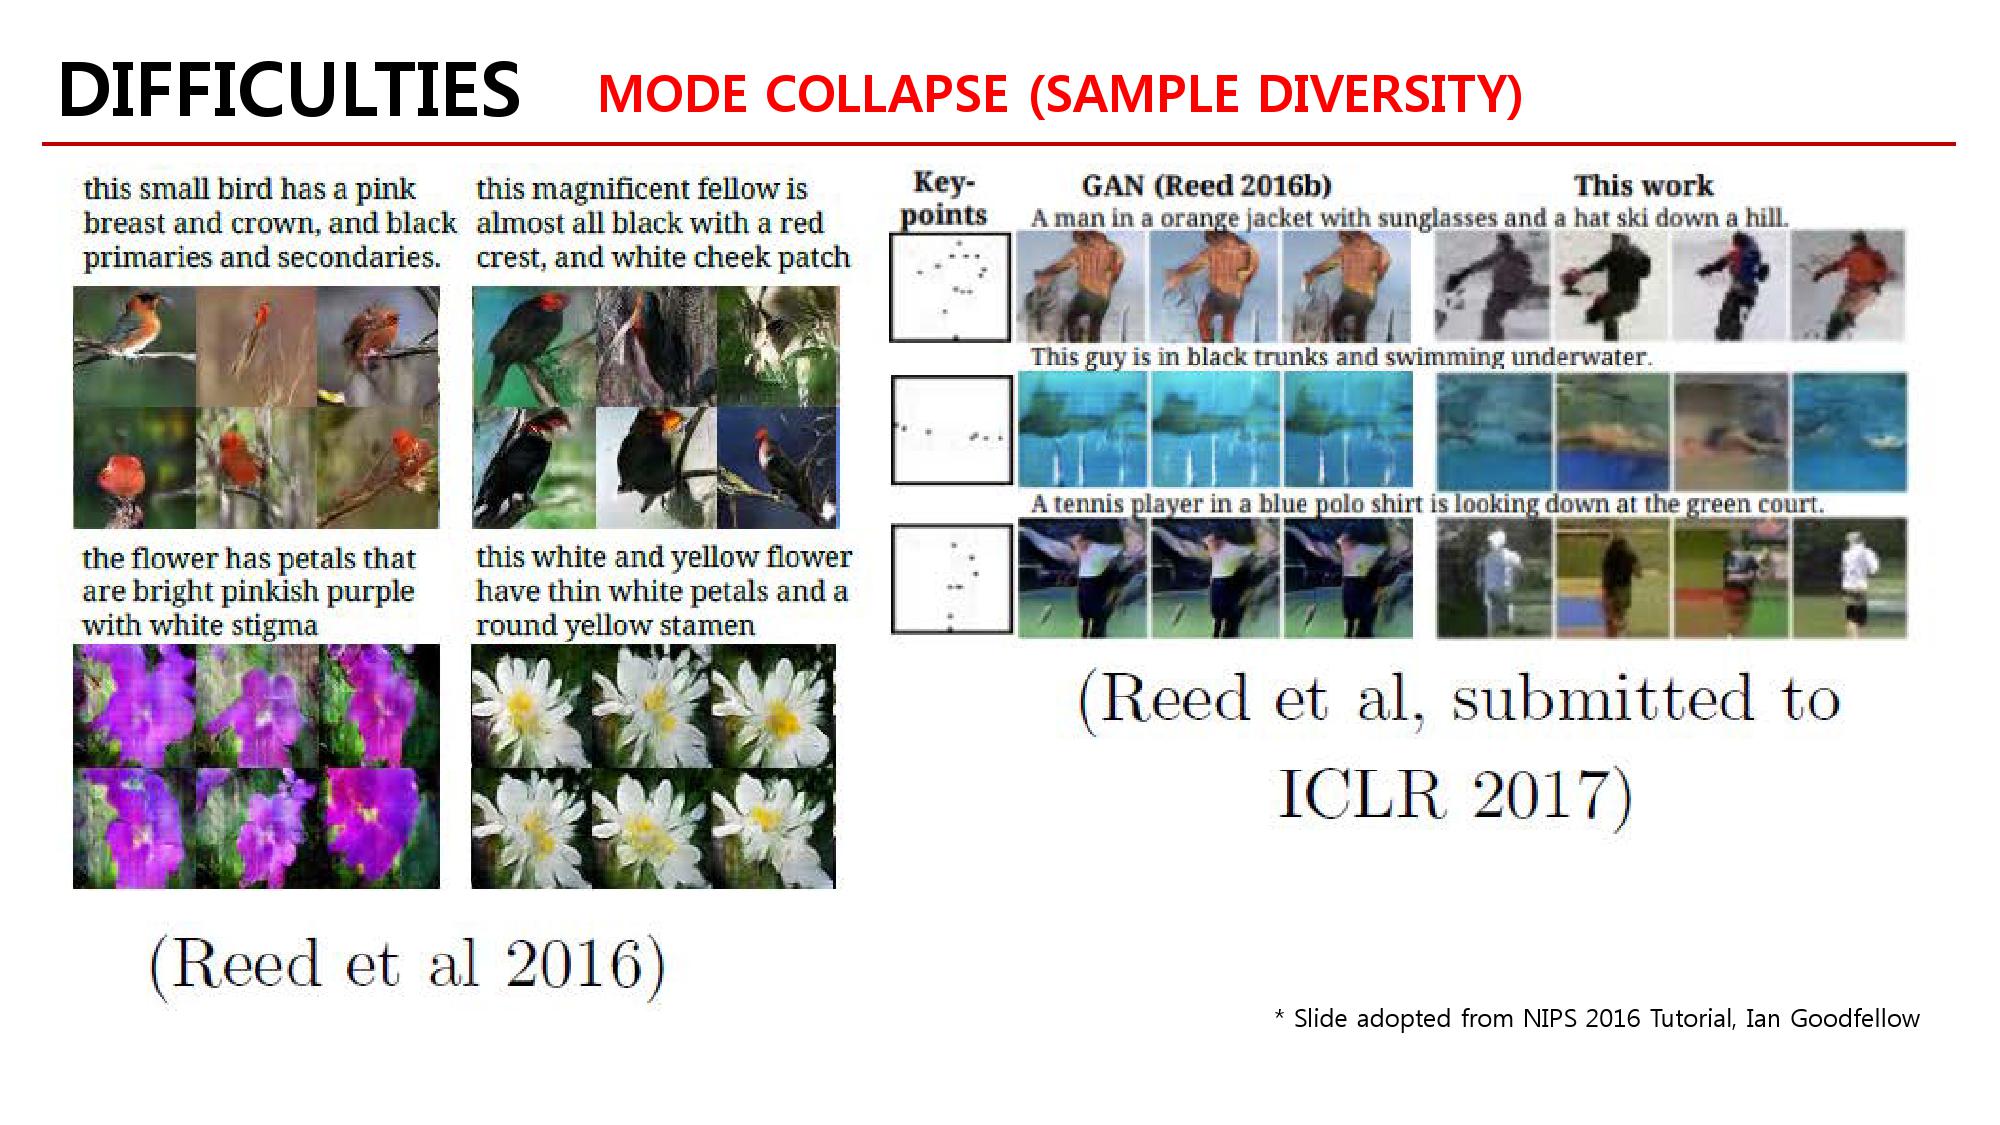 DIFFICULTIES MODE COLLAPSE (SAMPLE DIVERSITY)
this small bird has a pink
breast and crown, and black
primaries and secondaries.
this magnificent fellow is
almost all black with a red
crest, and white cheek patch
the flower has petals that
are bright pinkish purple
with white stigma
this white and yellow flower
have thin white petals and a
round yellow stamen
(Reed et al 2016)
Key-
points
GAN (Reed 2016b)
This work
A man in a orange jacket with sunglasses and a hat ski down a hill.
This guy is in black trunks and swimming underwater.
A tennis player in a blue polo shirt is looking down at the green court.
(Reed et al, submitted to
ICLR 2017)
* Slide adopted from NIPS 2016 Tutorial, Ian Goodfellow